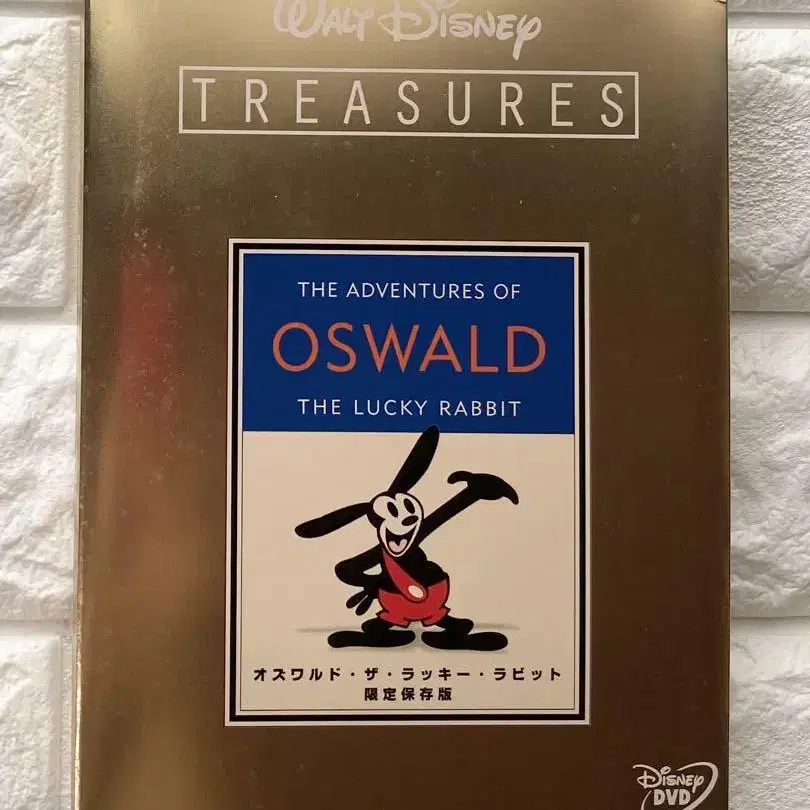 WALT DISNEY
TREASURES
THE ADVENTURES OF
OSWALD
THE LUCKY RABBIT
オズワルド・ザ・ラッキー・ラビット
限定保存版
DISNEY
DVD